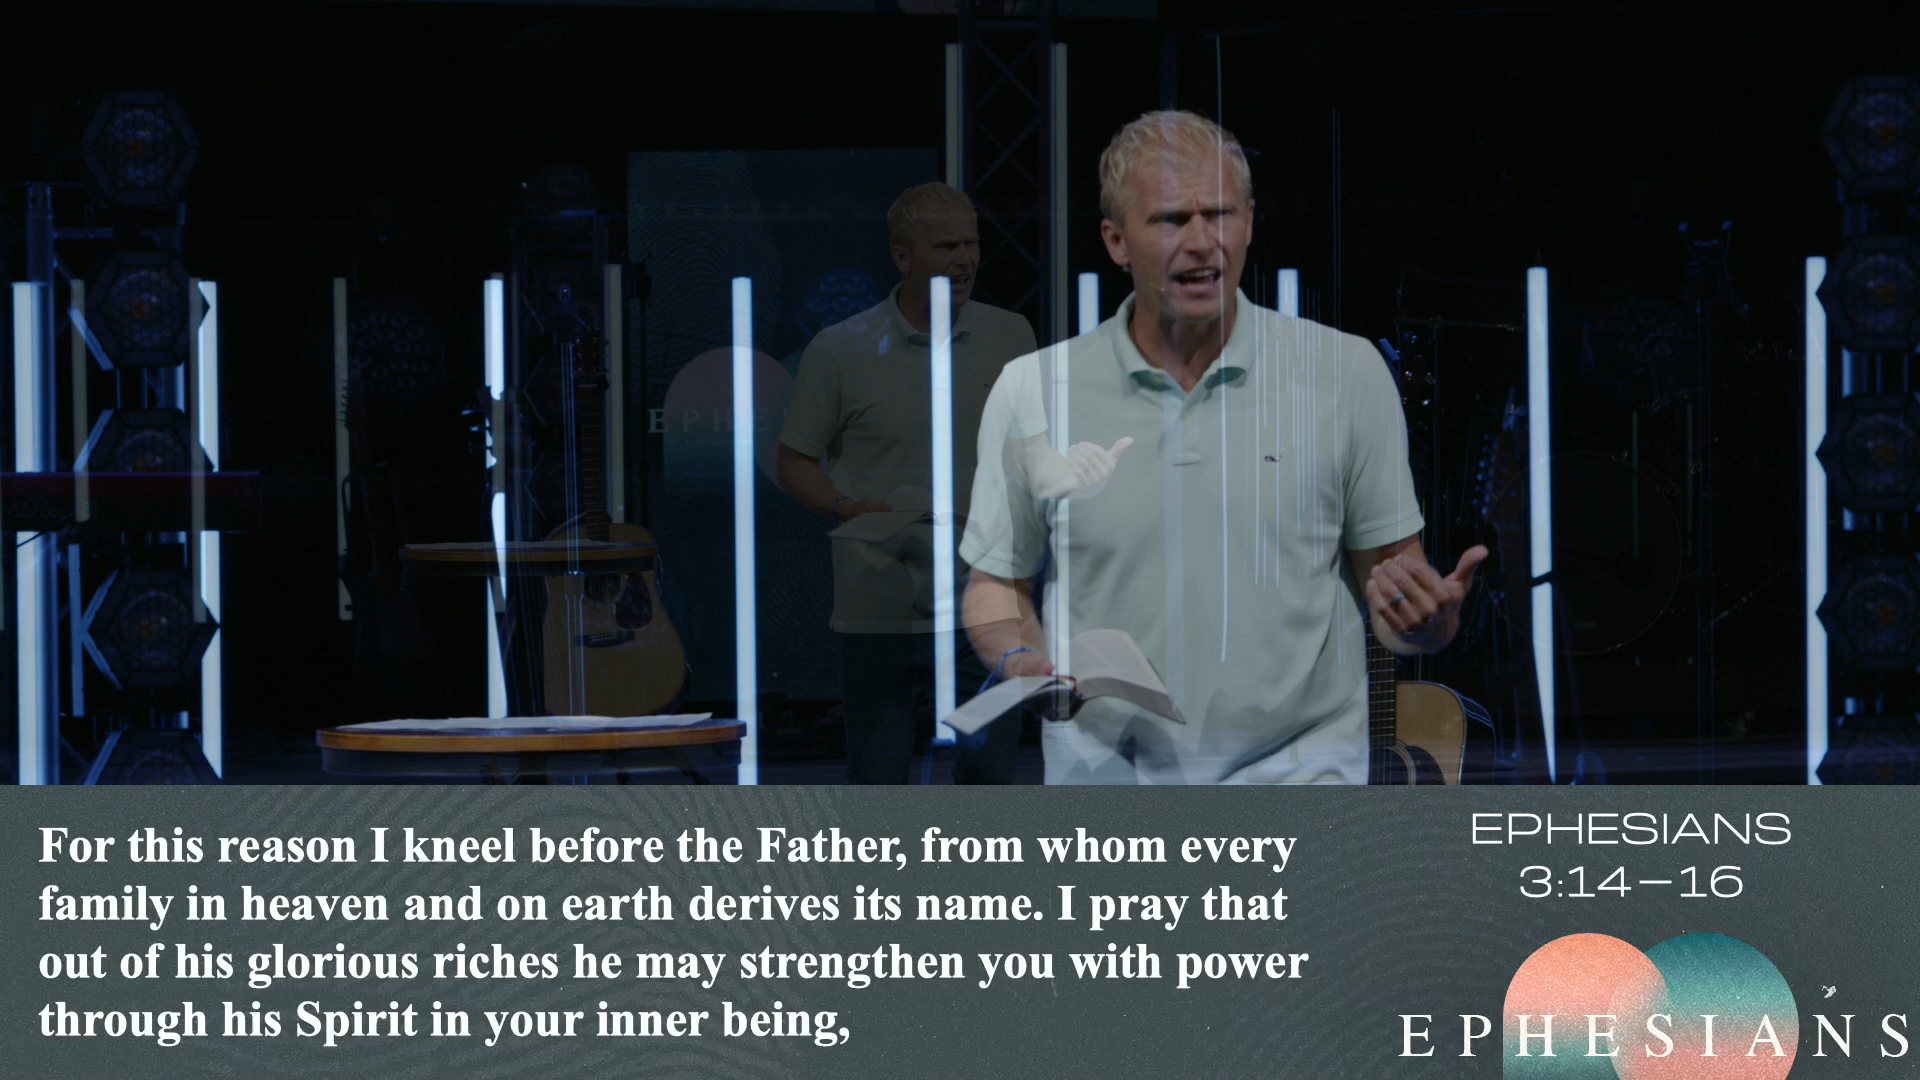 For this reason I kneel before the Father, from whom every
family in heaven and on earth derives its name. I pray that
out of his glorious riches he may strengthen you with power
through his Spirit in your inner being,
EPHESIANS
3:14–16
EPHESIANS
EPHES